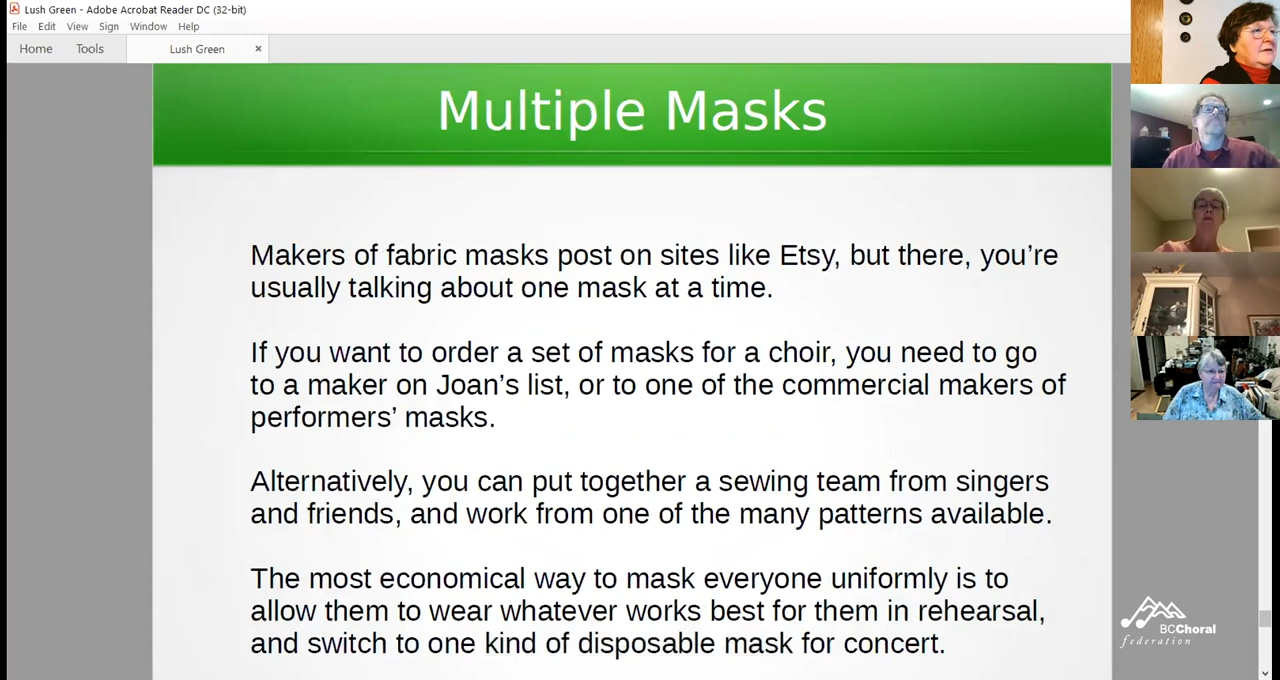 Lush Green - Adobe Acrobat Reader DC (32-bit)
File Edit View Sign Window Help
Home Tools Lush Green ×
Multiple Masks
Makers of fabric masks post on sites like Etsy, but there, you’re
usually talking about one mask at a time.
If you want to order a set of masks for a choir, you need to go
to a maker on Joan’s list, or to one of the commercial makers of
performers’ masks.
Alternatively, you can put together a sewing team from singers
and friends, and work from one of the many patterns available.
The most economical way to mask everyone uniformly is to
allow them to wear whatever works best for them in rehearsal,
and switch to one kind of disposable mask for concert.
BCChoral
federation